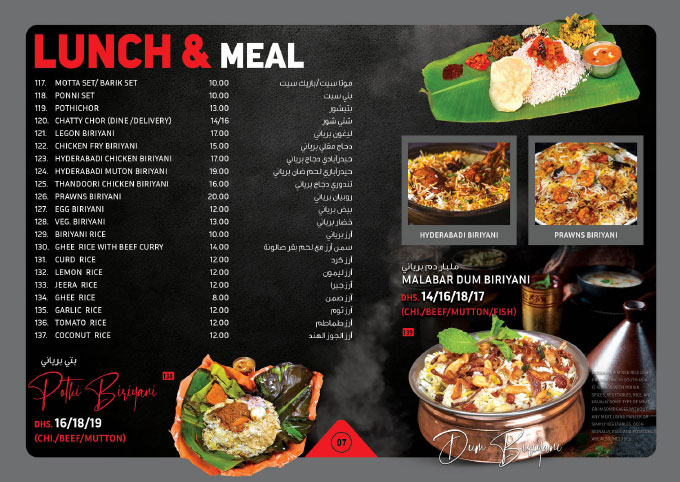 LUNCH & MEAL
117. MOTTA SET/ BARIK SET 10.00 موتا سيت/باريك سيت
118. PONNI SET 10.00 بني سيت
119. POTHICHOR 13.00 بتيشور
120. CHATTY CHOR (DINE /DELIVERY) 14/16 شتي شور
121. LEGON BIRIYANI 17.00 ليغون برياني
122. CHICKEN FRY BIRIYANI 15.00 دجاج مقلي برياني
123. HYDERABADI CHICKEN BIRIYANI 17.00 حيدرآبادي دجاج برياني
124. HYDERABADI MUTON BIRIYANI 19.00 حيدرآباري لحم ضان برياني
125. THANDOORI CHICKEN BIRIYANI 16.00 تندوري دجاج برياني
126. PRAWNS BIRIYANI 20.00 روبيان برياني
127. EGG BIRIYANI 12.00 بيض برياني
128. VEG. BIRIYANI 13.00 خضار برياني
129. BIRIYANI RICE 10.00 أرز برياني
130. GHEE RICE WITH BEEF CURRY 14.00 سمن أرز مع لحم بقر صالونة
131. CURD RICE 12.00 أرز كرد
132. LEMON RICE 12.00 أرز ليمون
133. JEERA RICE 12.00 أرز جيرا
134. GHEE RICE 8.00 أرز صمن
135. GARLIC RICE 12.00 أرز ثوم
136. TOMATO RICE 12.00 أرز طماطم
137. COCONUT RICE 12.00 أرز الجوز الهند
بتي برياني
138
Pothi Biriyani
DHS. 16/18/19
(CHI./BEEF/MUTTON)
07
HYDERABADI BIRIYANI
PRAWNS BIRIYANI
مليبار دم برياني
MALABAR DUM BIRIYANI
DHS. 14/16/18/17
(CHI./BEEF/MUTTON/FISH)
139
Dum Biriyani